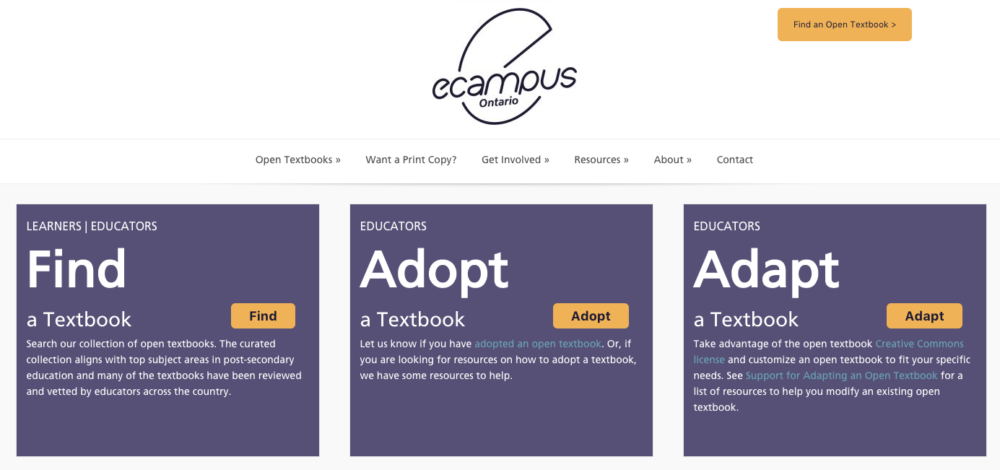 Find an Open Textbook >
ecampus
Ontario
Open Textbooks » Want a Print Copy? Get Involved » Resources » About » Contact
LEARNERS | EDUCATORS
Find
a Textbook
Find
Search our collection of open textbooks. The curated
collection aligns with top subject areas in post-secondary
education and many of the textbooks have been reviewed
and vetted by educators across the country.
EDUCATORS
Adopt
a Textbook
Adopt
Let us know if you have adopted an open textbook. Or, if
you are looking for resources on how to adopt a textbook,
we have some resources to help.
EDUCATORS
Adapt
a Textbook
Adapt
Take advantage of the open textbook Creative Commons
license and customize an open textbook to fit your specific
needs. See Support for Adapting an Open Textbook for a
list of resources to help you modify an existing open
textbook.